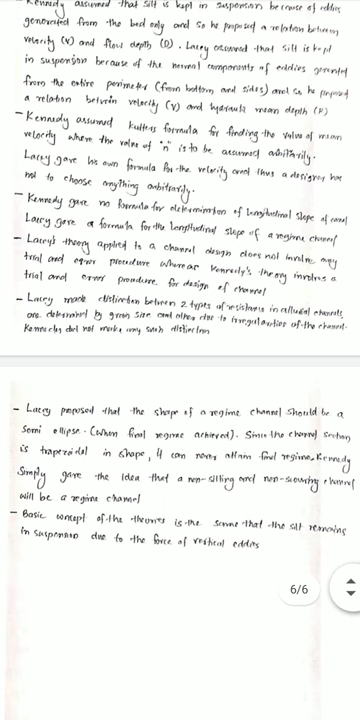 Kennedy assumed that silt is kept in suspension because of eddies
generated from the bed only and so he proposed a relation between
velocity (V) and flow depth (D). Lacey assumed that silt is kept
in suspension because of the normal components of eddies generated
from the entire perimeter (from bottom and sides) and so he proposed
a relation between velocity (V) and hydraulic mean depth (R)
- Kennedy assumed Kutters formula for finding the value of mean
velocity where the value of "n" is to be assumed arbitrarily.
Lacey gave his own formula for the velocity and thus a designer has
not to choose anything arbitrarily.
- Kennedy gave no formula for determination of longitudinal slope of canal
Lacey gave a formula for the longitudinal slope of a regime channel
- Lacey's theory applied to a channel design does not involve any
trial and error procedure whereas Kennedy's theory involves a
trial and error procedure for design of channel
- Lacey made distinction between 2 types of resistance in alluvial channels,
one determined by grain size and other due to irregularities of the channel.
Kennedy did not make any such distinction
- Lacey proposed that the shape of a regime channel should be a
semi ellipse. (when final regime achieved). Since the channel section
is trapezoidal in shape, it can never attain final regime. Kennedy
simply gave the idea that a non-silting and non-scouring channel
will be a regime channel
- Basic concept of the theories is the same that the silt remains
in suspension due to the force of vertical eddies
6/6